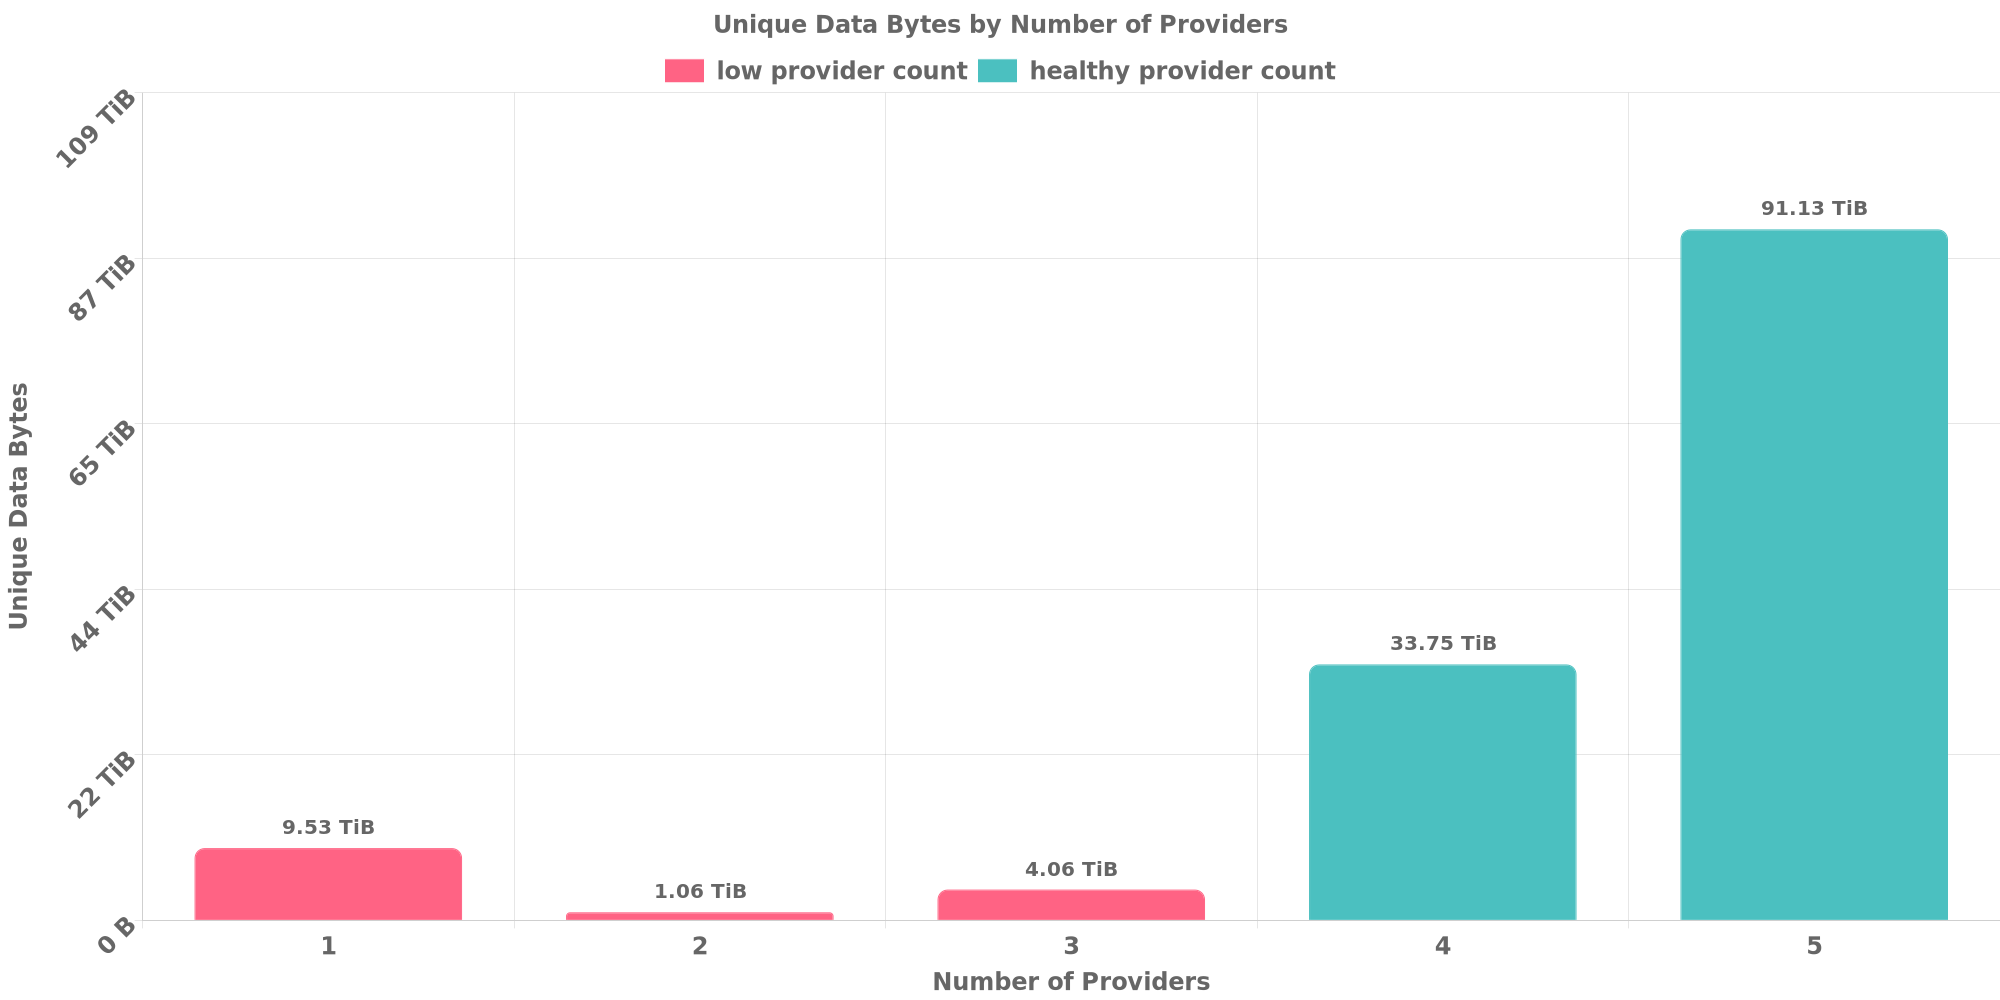 Unique Data Bytes by Number of Providers
low provider count healthy provider count
109 TiB
87 TiB
65 TiB
44 TiB
22 TiB
0 B
Unique Data Bytes
9.53 TiB
1.06 TiB
4.06 TiB
33.75 TiB
91.13 TiB
1 2 3 4 5
Number of Providers